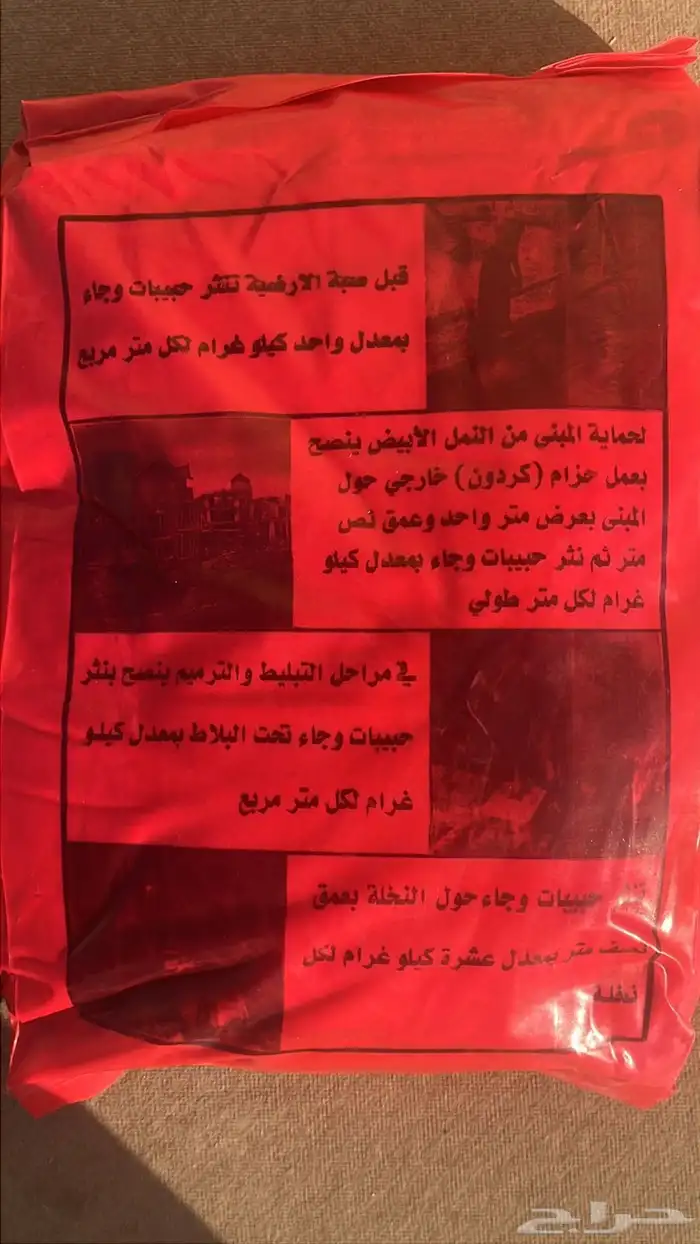 قبل صبة الارضية تنثر حبيبات وجاء
بمعدل واحد كيلو غرام لكل متر مربع
لحماية المبنى من النمل الأبيض ينصح
بعمل حزام (كردون) خارجي حول
المبنى بعرض متر واحد وعمق نص
متر ثم نثر حبيبات وجاء بمعدل كيلو
غرام لكل متر طولي
في مراحل التبليط والترميم ينصح بنثر
حبيبات وجاء تحت البلاط بمعدل كيلو
غرام لكل متر مربع
حبيبات وجاء حول النخلة بعمق
نصف متر بمعدل عشرة كيلو غرام لكل
نخلة
حراج